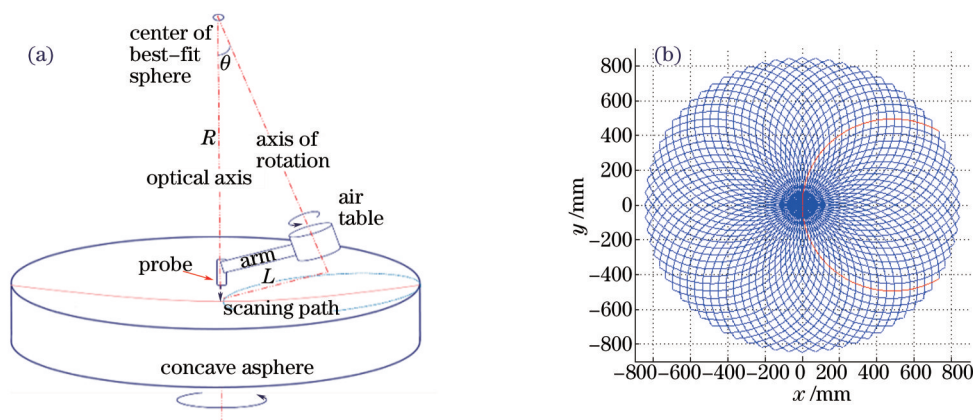 (a)
center of
best-fit
sphere
θ
R
axis of
rotation
optical axis
air
table
arm
probe
L
scaning path
concave asphere
(b)
800
600
400
200
0
-200
-400
-600
-800
y /mm
-800-600-400-200 0 200 400 600 800
x /mm